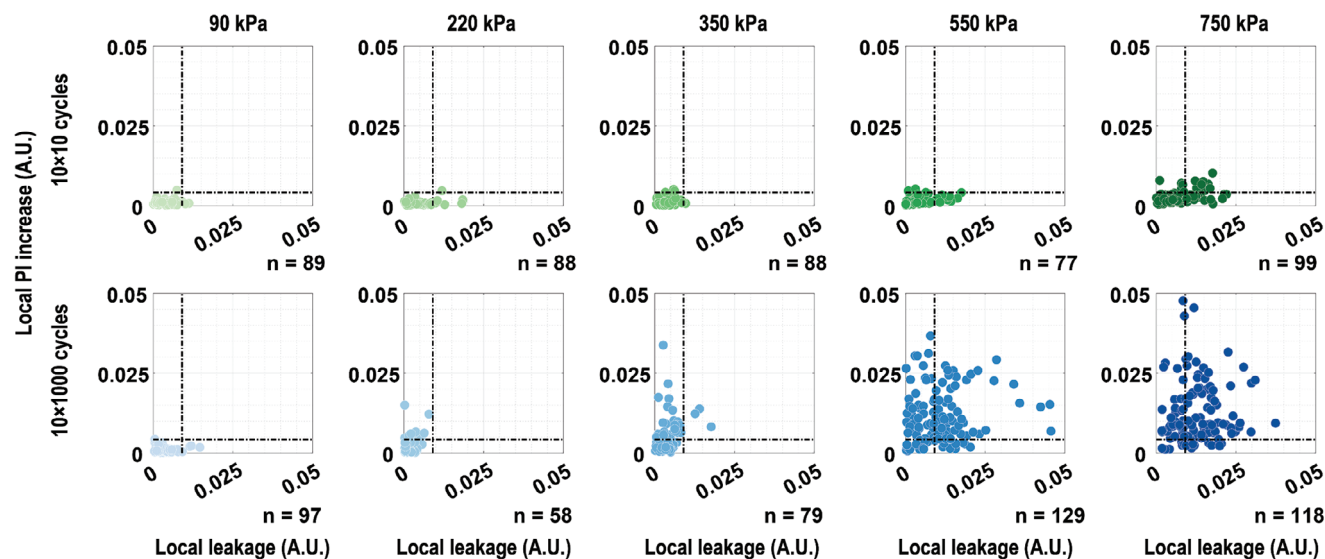 90 kPa 220 kPa 350 kPa 550 kPa 750 kPa
Local PI increase (A.U.)
10×10 cycles
0.05 0.05 0.05 0.05 0.05
0.025 0.025 0.025 0.025 0.025
0 0 0 0 0
0 0.025 0.05 0 0.025 0.05 0 0.025 0.05 0 0.025 0.05 0 0.025 0.05
n = 89 n = 88 n = 88 n = 77 n = 99
10×1000 cycles
0.05 0.05 0.05 0.05 0.05
0.025 0.025 0.025 0.025 0.025
0 0 0 0 0
0 0.025 0.05 0 0.025 0.05 0 0.025 0.05 0 0.025 0.05 0 0.025 0.05
n = 97 n = 58 n = 79 n = 129 n = 118
Local leakage (A.U.) Local leakage (A.U.) Local leakage (A.U.) Local leakage (A.U.) Local leakage (A.U.)